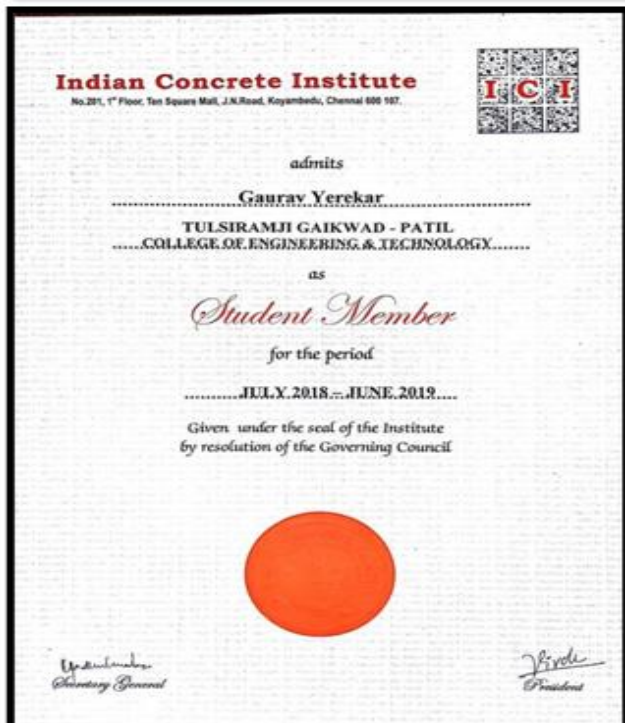 Indian Concrete Institute
No.201, 1st Floor, Ten Square Mall, J.N.Road, Koyambedu, Chennai 600 107.
ICI
admits
Gaurav Yerekar
TULSIRAMJI GAIKWAD - PATIL
COLLEGE OF ENGINEERING & TECHNOLOGY
as
Student Member
for the period
JULY 2018 – JUNE 2019
Given under the seal of the Institute
by resolution of the Governing Council
Secretary General
President